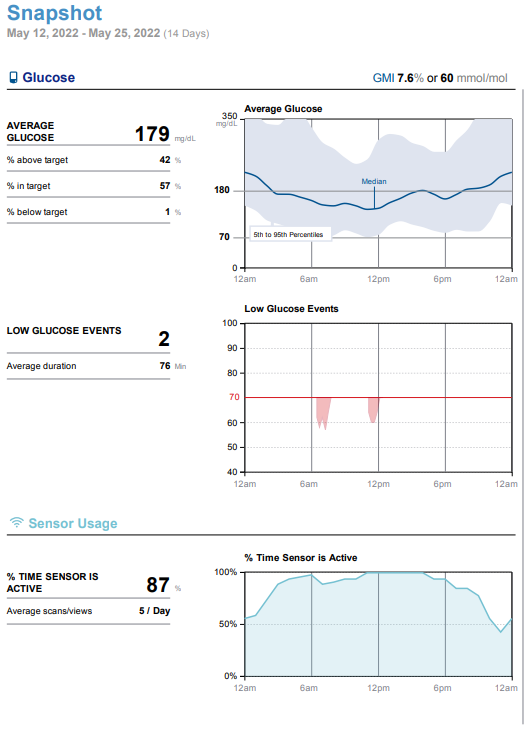 Snapshot
May 12, 2022 - May 25, 2022 (14 Days)
Glucose
GMI 7.6% or 60 mmol/mol
AVERAGE
GLUCOSE
179 mg/dL
% above target 42 %
% in target 57 %
% below target 1 %
Average Glucose
350
mg/dL
180
70
0
Median
5th to 95th Percentiles
12am 6am 12pm 6pm 12am
LOW GLUCOSE EVENTS 2
Average duration 76 Min
Low Glucose Events
100
90
80
70
60
50
40
12am 6am 12pm 6pm 12am
Sensor Usage
% TIME SENSOR IS
ACTIVE
87 %
Average scans/views 5 / Day
% Time Sensor is Active
100%
50%
0%
12am 6am 12pm 6pm 12am